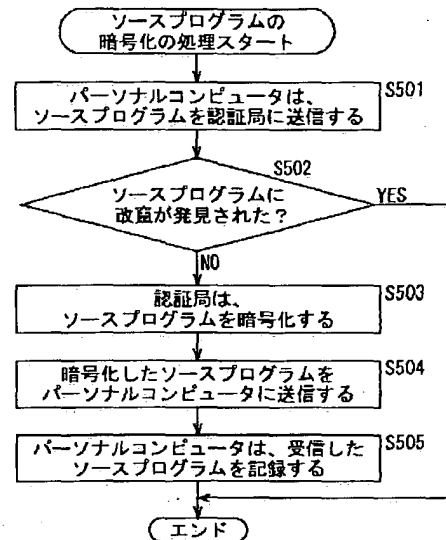 ソースプログラムの
暗号化の処理スタート
パーソナルコンピュータは、
ソースプログラムを認証局に送信する
S501
S502
ソースプログラムに
改竄が発見された?
YES
NO
認証局は、
ソースプログラムを暗号化する
S503
暗号化したソースプログラムを
パーソナルコンピュータに送信する
S504
パーソナルコンピュータは、受信した
ソースプログラムを記録する
S505
エンド